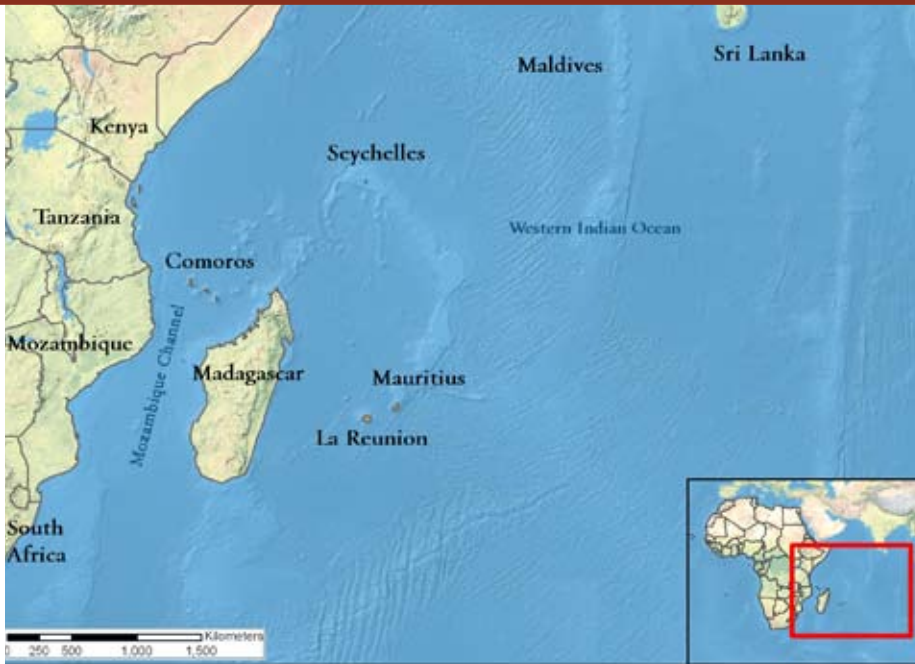 Maldives
Sri Lanka
Kenya
Seychelles
Tanzania
Western Indian Ocean
Comoros
Mozambique
Mozambique Channel
Madagascar
Mauritius
La Reunion
South
Africa
Kilometers
0 250 500 1,000 1,500